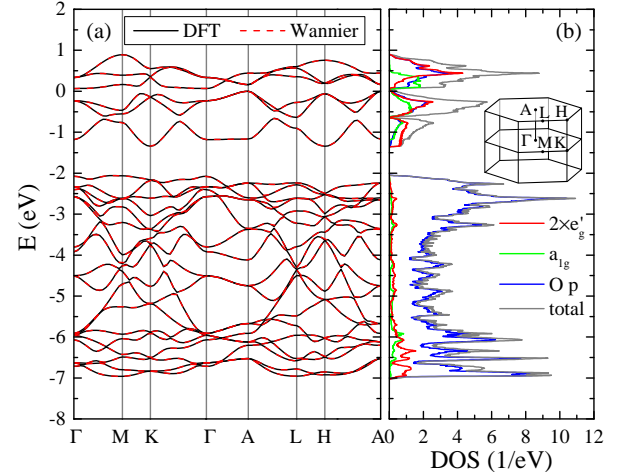 (a) DFT Wannier
(b)
2
1
0
-1
-2
-3
-4
-5
-6
-7
-8
E (eV)
Γ M K Γ A L H A
A L H
Γ M K
2×e'g
a1g
O p
total
0 2 4 6 8 10 12
DOS (1/eV)